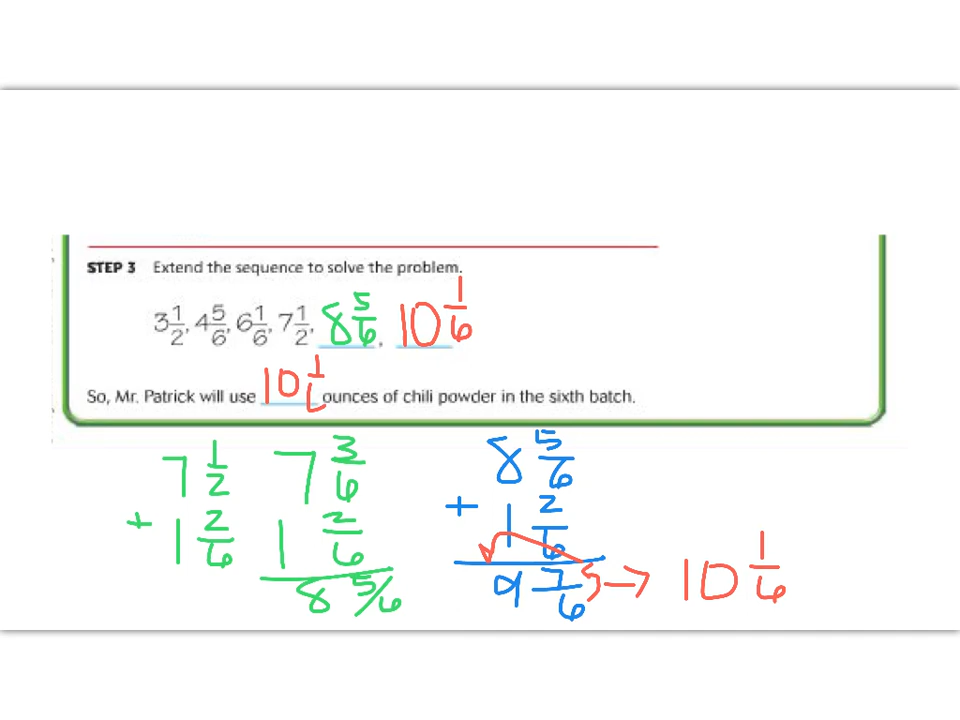 STEP 3 Extend the sequence to solve the problem.
3 1/2, 4 5/6, 6 1/6, 7 1/2, 8 5/6, 10 1/6
So, Mr. Patrick will use 10 1/6 ounces of chili powder in the sixth batch.
7 1/2 7 3/6 8 5/6
+ 1 2/6 1 2/6 + 1 2/6
8 5/6 9 7/6 → 10 1/6